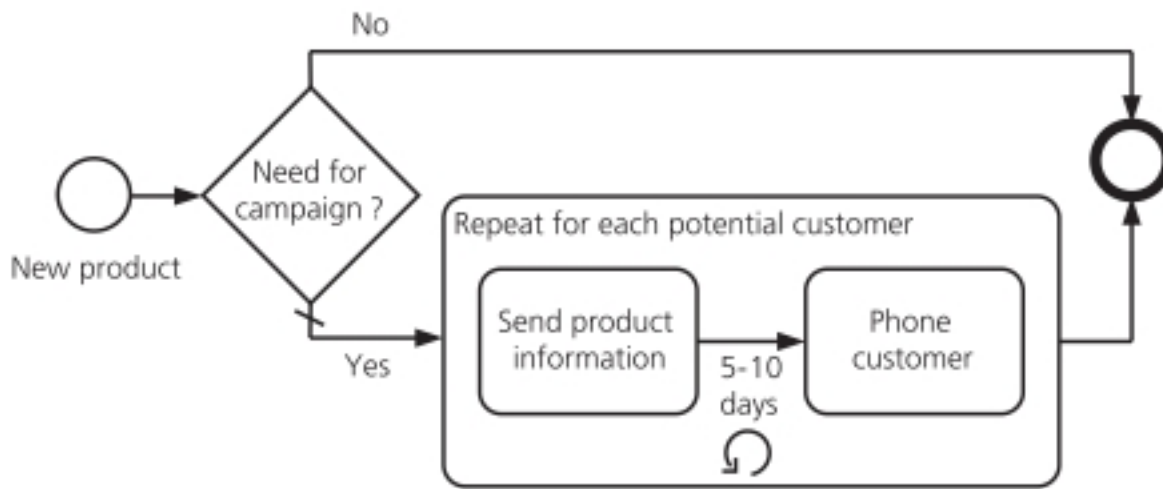 No
Need for
campaign ?
New product
Yes
Repeat for each potential customer
Send product
information
5-10
days
Phone
customer